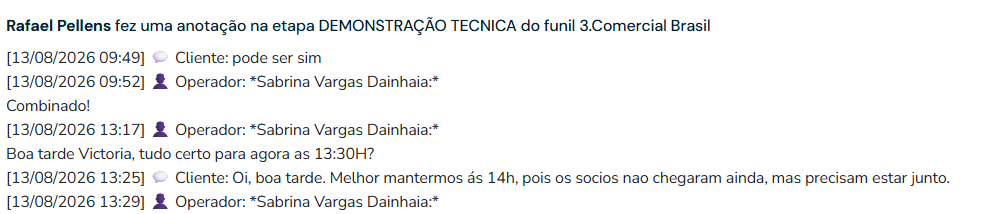 Rafael Pellens fez uma anotação na etapa DEMONSTRAÇÃO TECNICA do funil 3.Comercial Brasil
[13/08/2026 09:49] 💬 Cliente: pode ser sim
[13/08/2026 09:52] 👤 Operador: *Sabrina Vargas Dainhaia:*
Combinado!
[13/08/2026 13:17] 👤 Operador: *Sabrina Vargas Dainhaia:*
Boa tarde Victoria, tudo certo para agora as 13:30H?
[13/08/2026 13:25] 💬 Cliente: Oi, boa tarde. Melhor mantermos ás 14h, pois os socios nao chegaram ainda, mas precisam estar junto.
[13/08/2026 13:29] 👤 Operador: *Sabrina Vargas Dainhaia:*